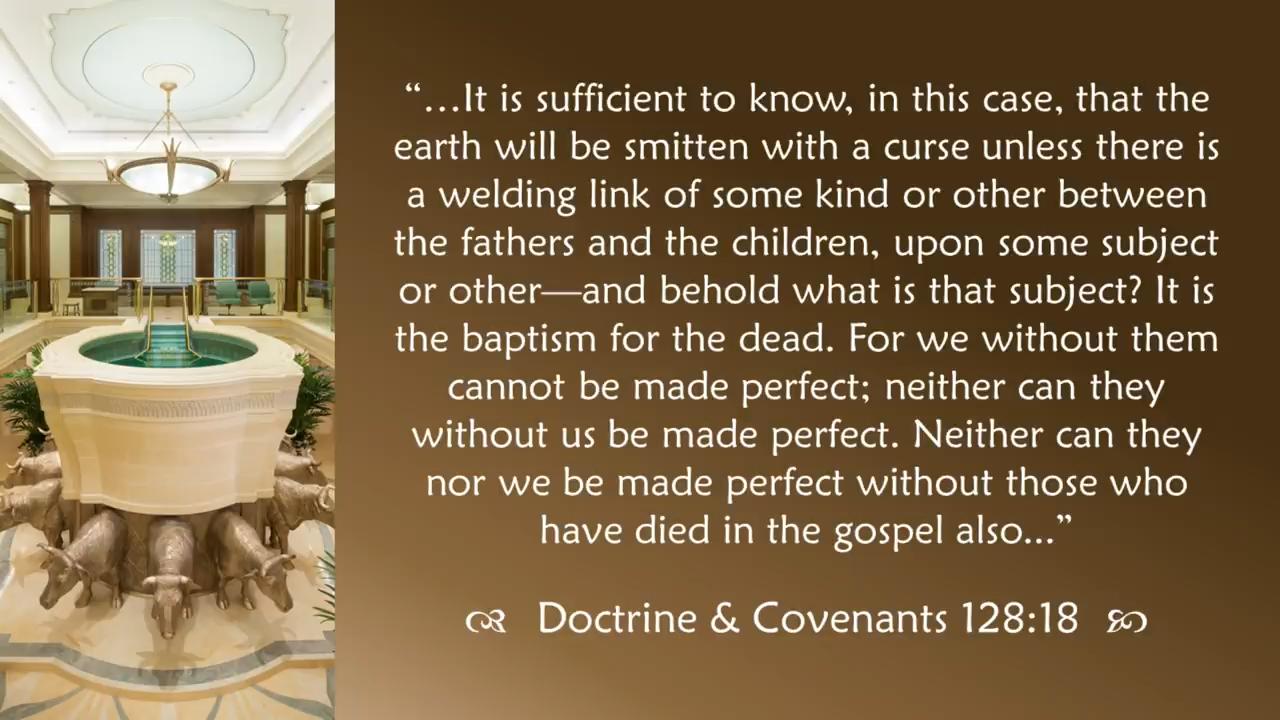 “...It is sufficient to know, in this case, that the
earth will be smitten with a curse unless there is
a welding link of some kind or other between
the fathers and the children, upon some subject
or other—and behold what is that subject? It is
the baptism for the dead. For we without them
cannot be made perfect; neither can they
without us be made perfect. Neither can they
nor we be made perfect without those who
have died in the gospel also...”
Doctrine & Covenants 128:18